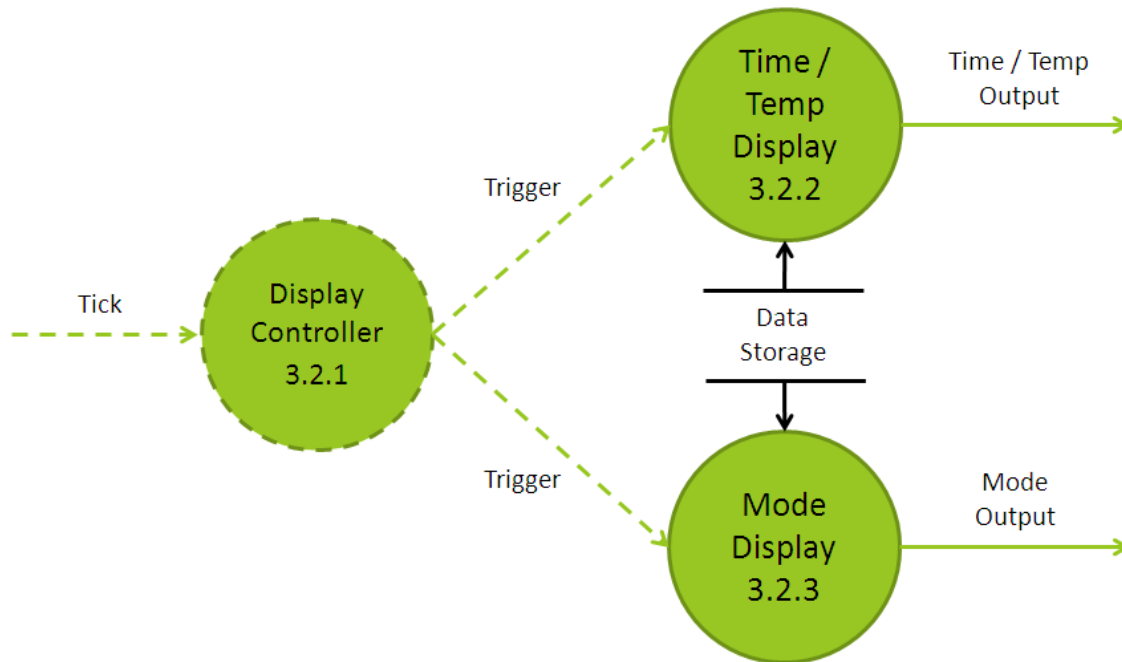 Tick
Display
Controller
3.2.1
Trigger
Trigger
Time /
Temp
Display
3.2.2
Time / Temp
Output
Data
Storage
Mode
Display
3.2.3
Mode
Output